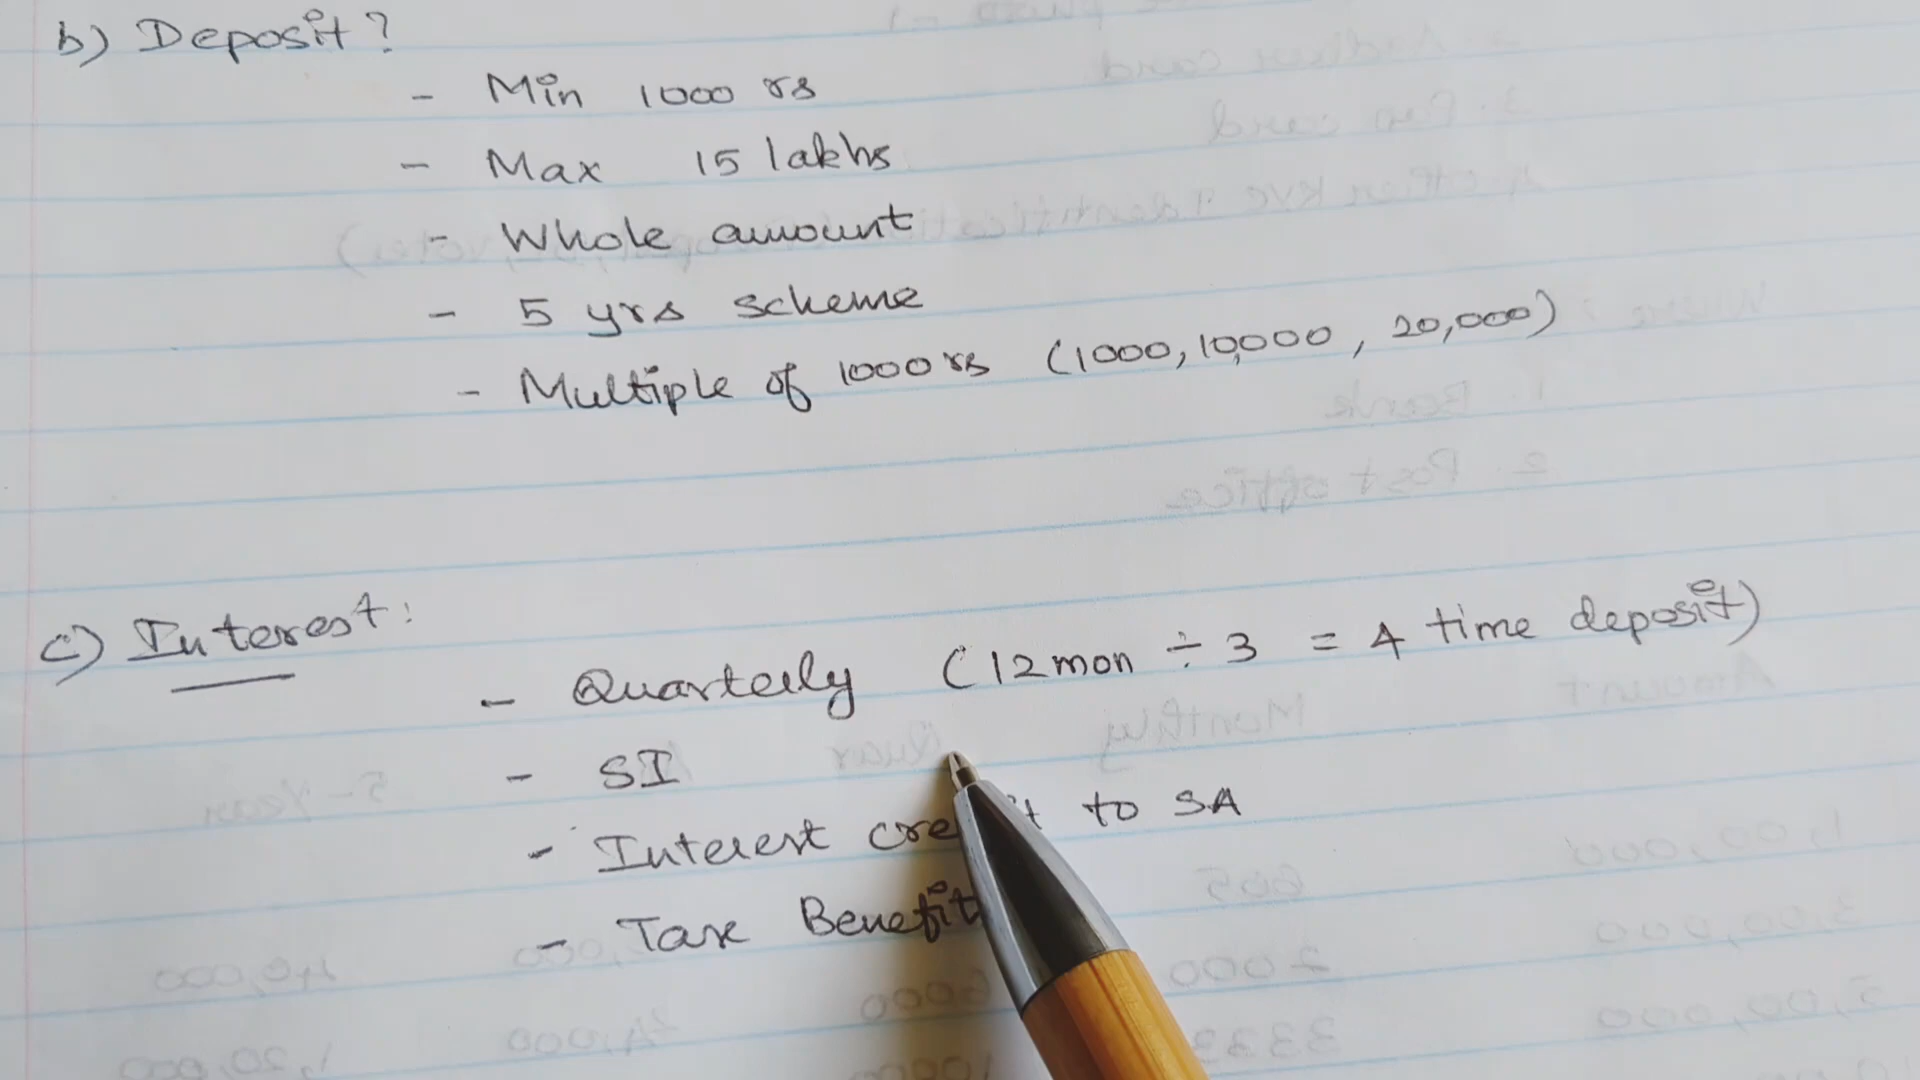 b) Deposit?
- Min 1000 rs
- Max 15 lakhs
- Whole amount
- 5 yrs scheme
- Multiple of 1000 rs (1000, 10,000, 20,000)
c) Interest:
- Quarterly (12 mon ÷ 3 = 4 time deposit)
- SI
- Interest credit to SA
- Tax Benefit